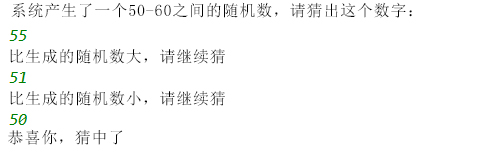 系统产生了一个50-60之间的随机数，请猜出这个数字：
55
比生成的随机数大，请继续猜
51
比生成的随机数小，请继续猜
50
恭喜你，猜中了